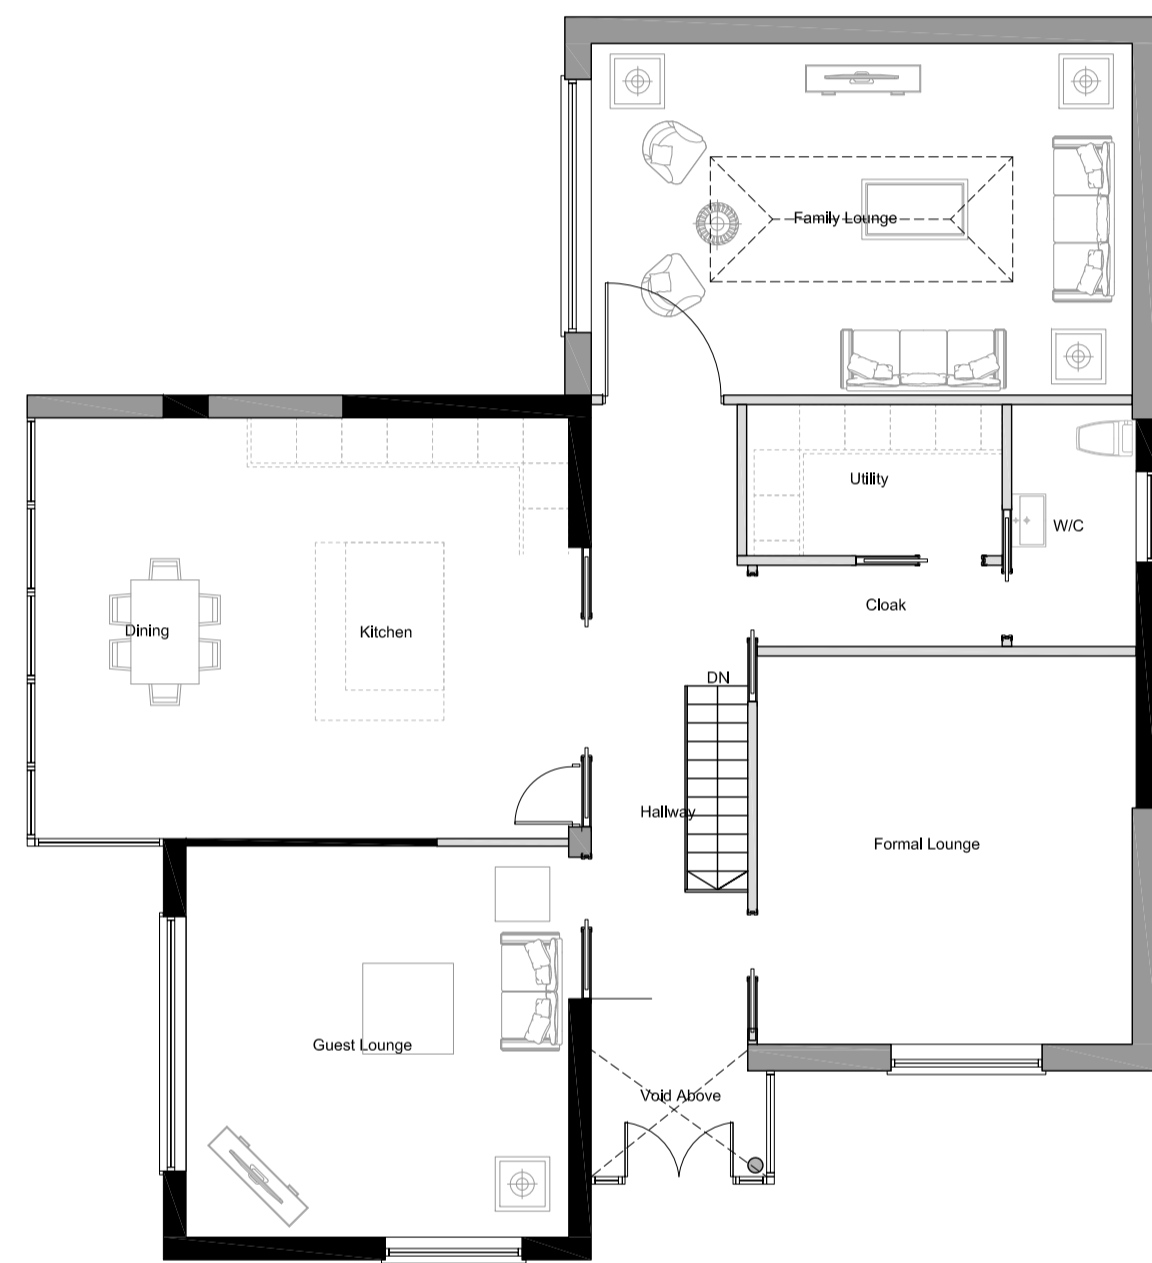 Family Lounge
Utility
W/C
Cloak
Dining
Kitchen
DN
Hallway
Formal Lounge
Guest Lounge
Void Above